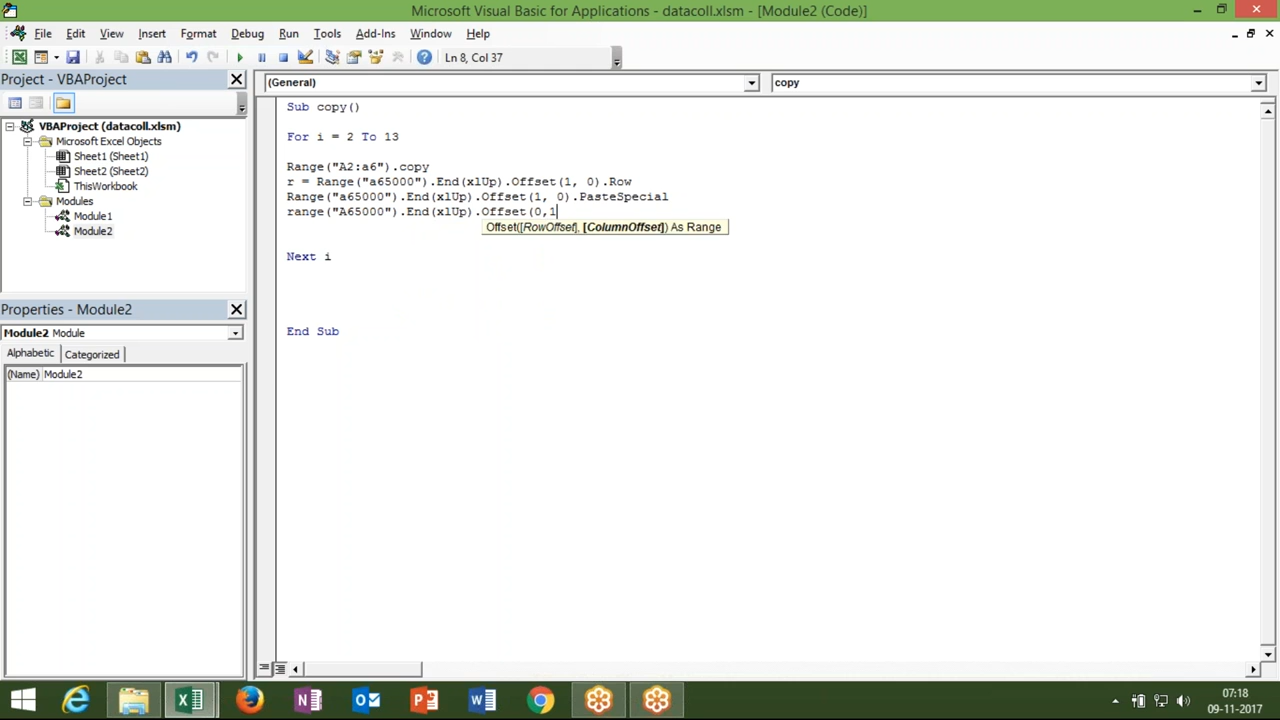 Microsoft Visual Basic for Applications - datacoll.xlsm - [Module2 (Code)]
File Edit View Insert Format Debug Run Tools Add-Ins Window Help
Ln 8, Col 37
Project - VBAProject
(General)
copy
VBAProject (datacoll.xlsm)
Microsoft Excel Objects
Sheet1 (Sheet1)
Sheet2 (Sheet2)
ThisWorkbook
Modules
Module1
Module2
Properties - Module2
Module2 Module
Alphabetic Categorized
(Name) Module2
Sub copy()
For i = 2 To 13
Range("A2:a6").copy
r = Range("a65000").End(xlUp).Offset(1, 0).Row
Range("a65000").End(xlUp).Offset(1, 0).PasteSpecial
range("A65000").End(xlUp).Offset(0,1
Offset([RowOffset], [ColumnOffset]) As Range
Next i
End Sub
07:18
09-11-2017